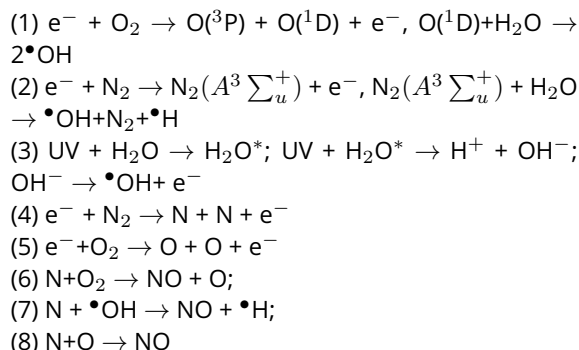 (1) e⁻ + O₂ → O(³P) + O(¹D) + e⁻, O(¹D)+H₂O →
2•OH
(2) e⁻ + N₂ → N₂(A³ ∑ᵤ⁺) + e⁻, N₂(A³ ∑ᵤ⁺) + H₂O
→ •OH+N₂+•H
(3) UV + H₂O → H₂O*; UV + H₂O* → H⁺ + OH⁻;
OH⁻ → •OH+ e⁻
(4) e⁻ + N₂ → N + N + e⁻
(5) e⁻+O₂ → O + O + e⁻
(6) N+O₂ → NO + O;
(7) N + •OH → NO + •H;
(8) N+O → NO